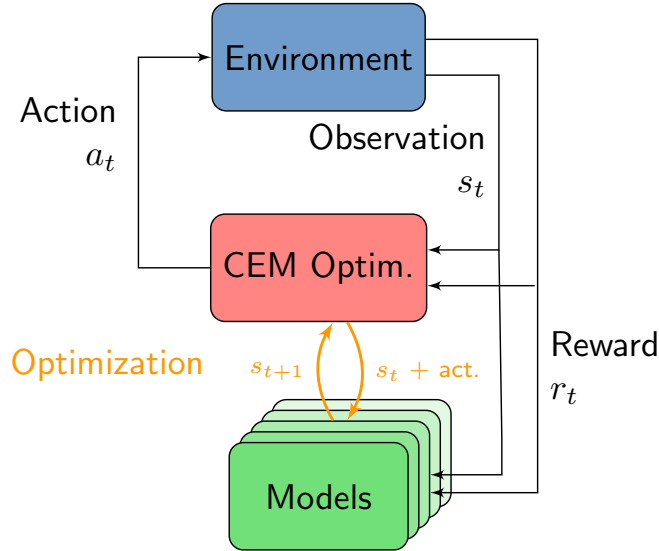 Environment
Action
a_t
Observation
s_t
CEM Optim.
Optimization
s_{t+1}
s_t + act.
Reward
r_t
Models